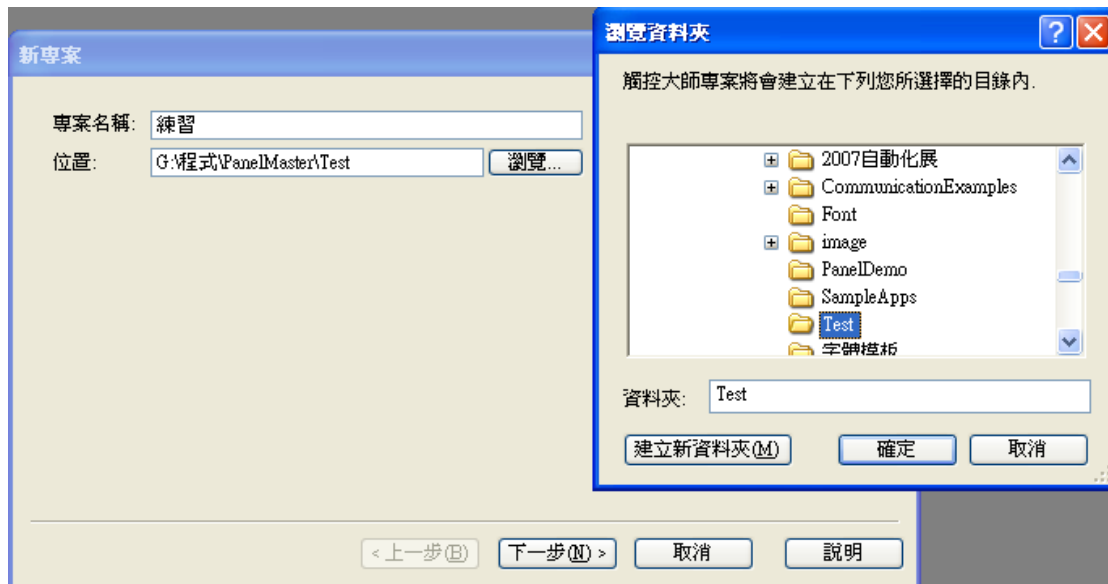 新專案
專案名稱: 練習
位置: G:\程式\PanelMaster\Test 瀏覽...
<上一步(B) 下一步(N) > 取消 說明
瀏覽資料夾
觸控大師專案將會建立在下列您所選擇的目錄內.
2007自動化展
CommunicationExamples
Font
image
PanelDemo
SampleApps
Test
字體模板
資料夾: Test
建立新資料夾(M) 確定 取消